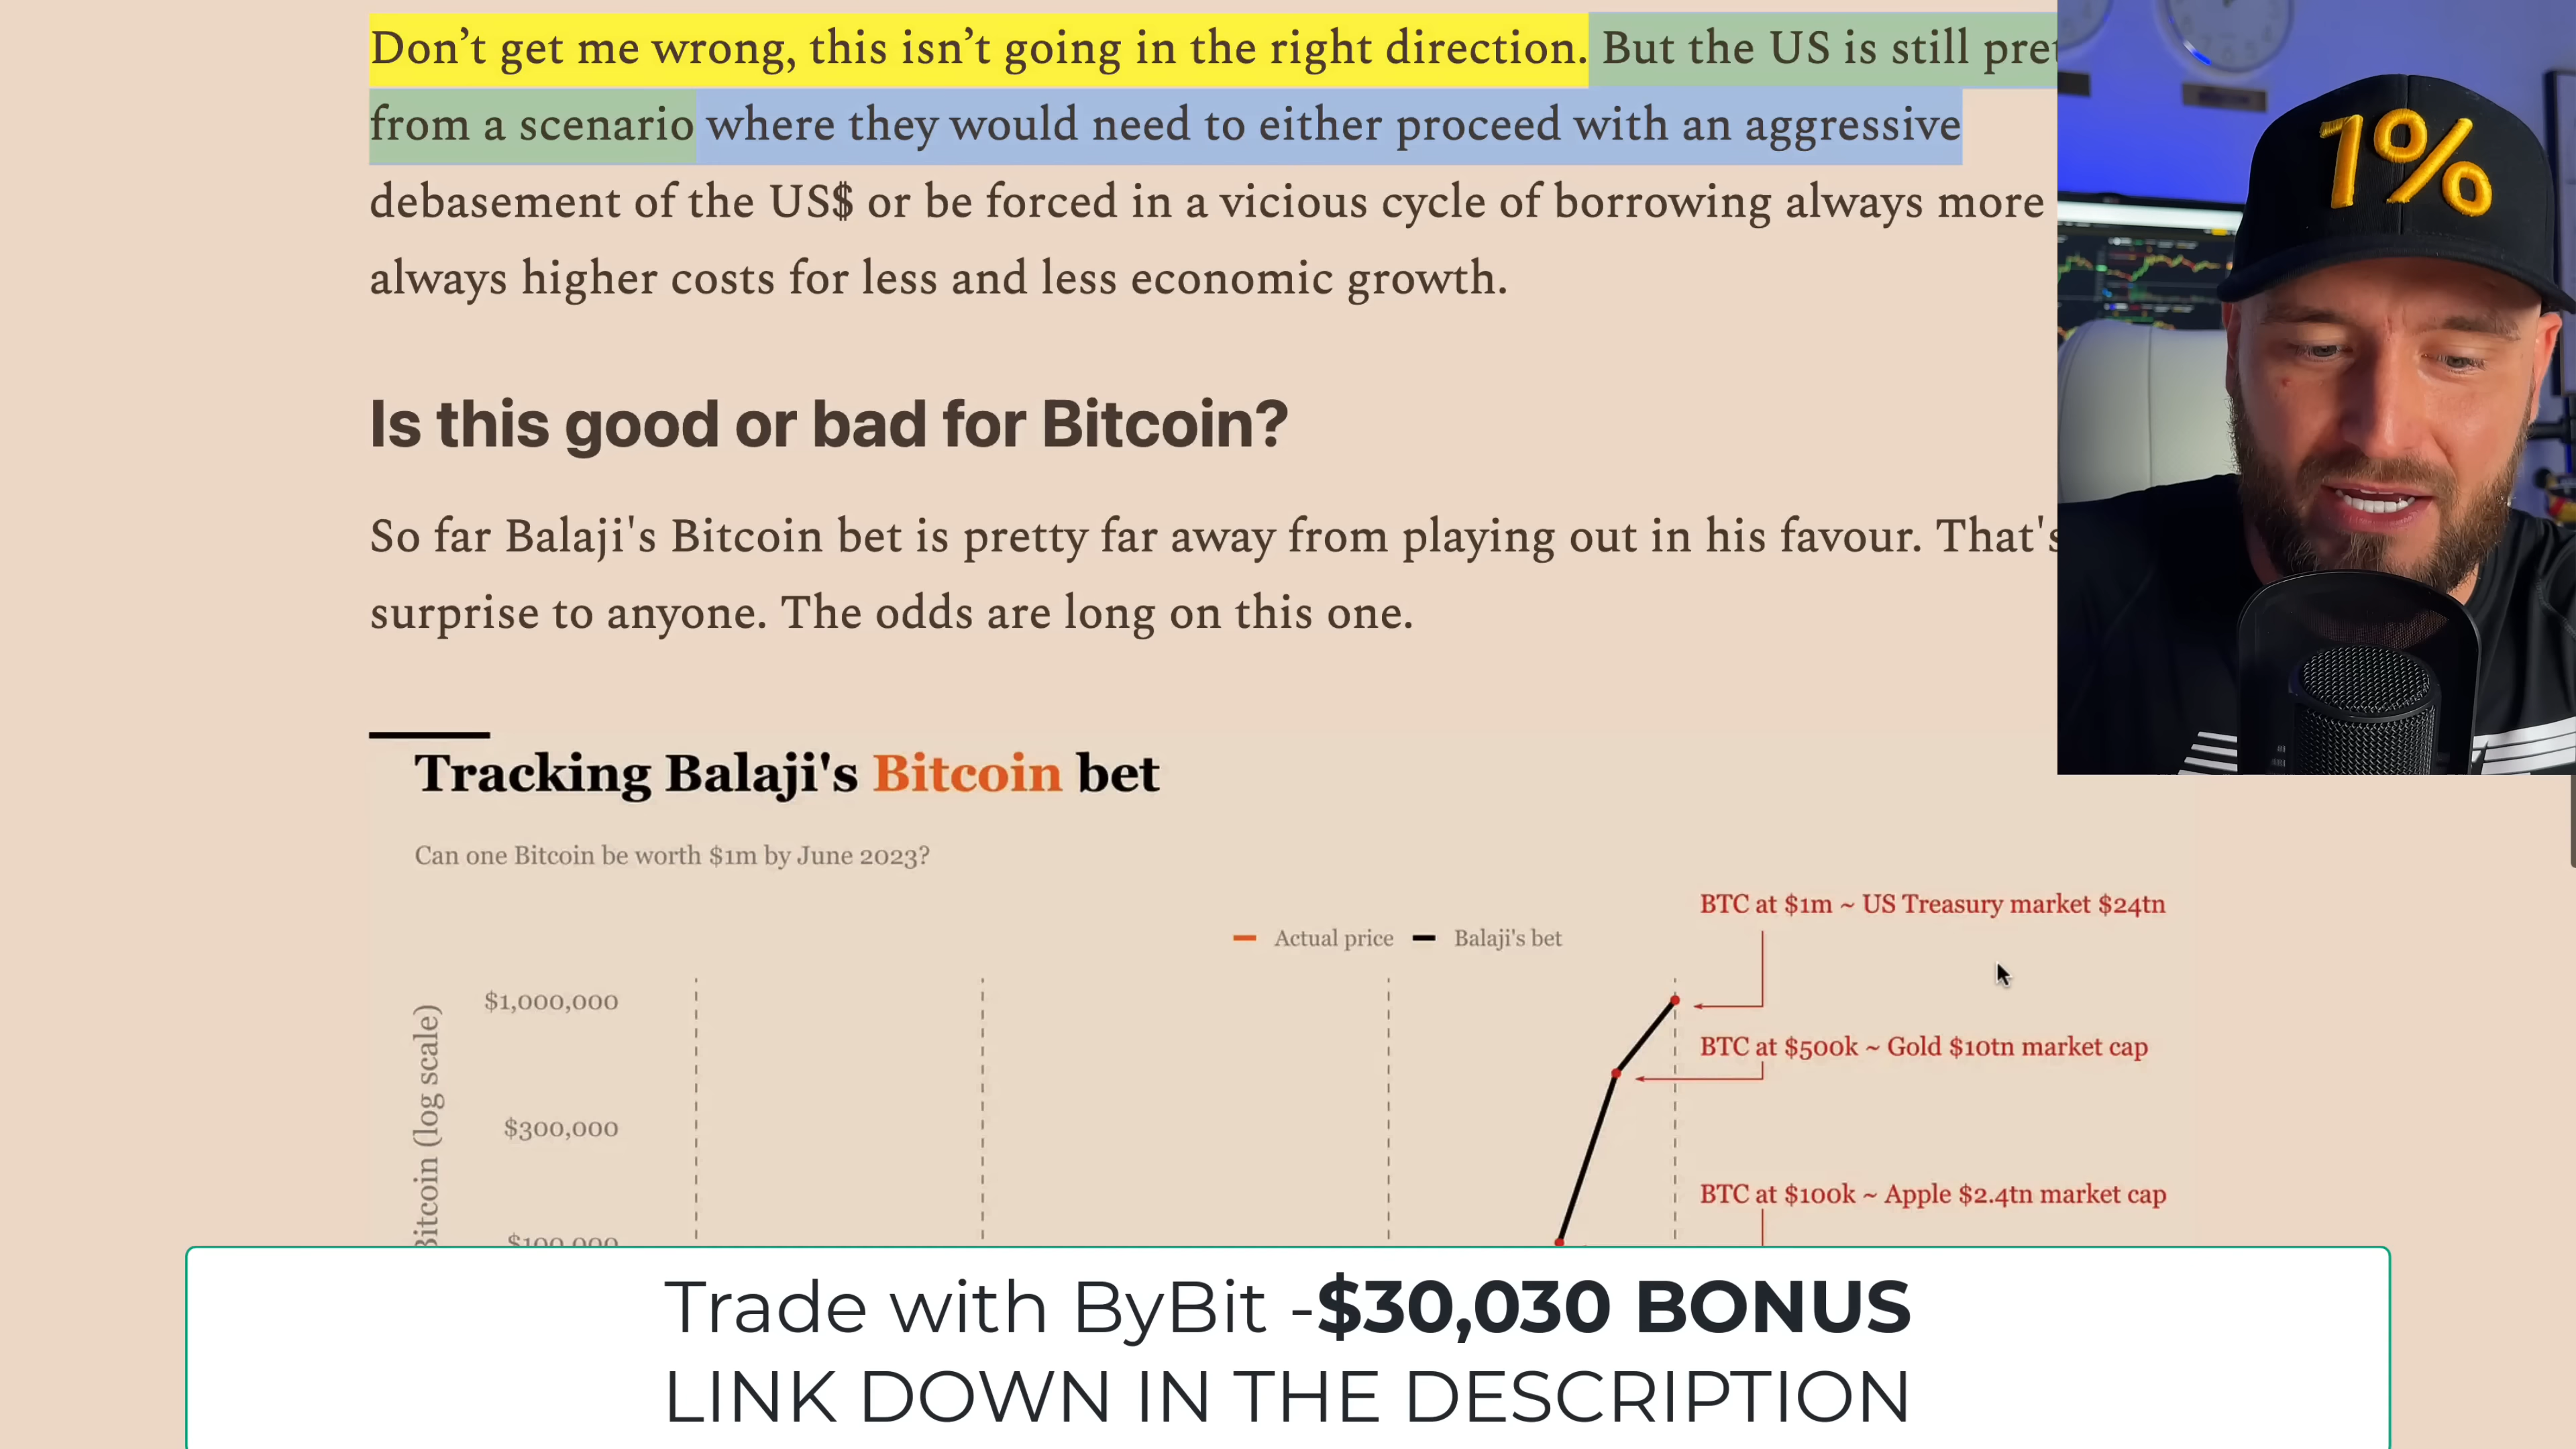 Don’t get me wrong, this isn’t going in the right direction. But the US is still
from a scenario where they would need to either proceed with an aggressive
debasement of the US$ or be forced in a vicious cycle of borrowing always more
always higher costs for less and less economic growth.
1%
Is this good or bad for Bitcoin?
So far Balaji's Bitcoin bet is pretty far away from playing out in his favour. That's
surprise to anyone. The odds are long on this one.
Tracking Balaji's Bitcoin bet
Can one Bitcoin be worth $1m by June 2023?
BTC at $1m ~ US Treasury market $24tn
Actual price
Balaji's bet
$1,000,000
BTC at $500k ~ Gold $10tn market cap
$300,000
BTC at $100k ~ Apple $2.4tn market cap
$100,000
Bitcoin (log scale)
Trade with ByBit -$30,030 BONUS
LINK DOWN IN THE DESCRIPTION